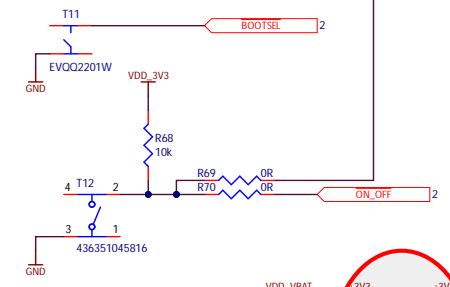 T11
BOOTSEL 2
EVQQ2201W
GND
VDD_3V3
R68
10k
R69 0R
R70 0R
T12
4 2
ON_OFF 2
3 1
436351045816
GND
VDD_VBAT